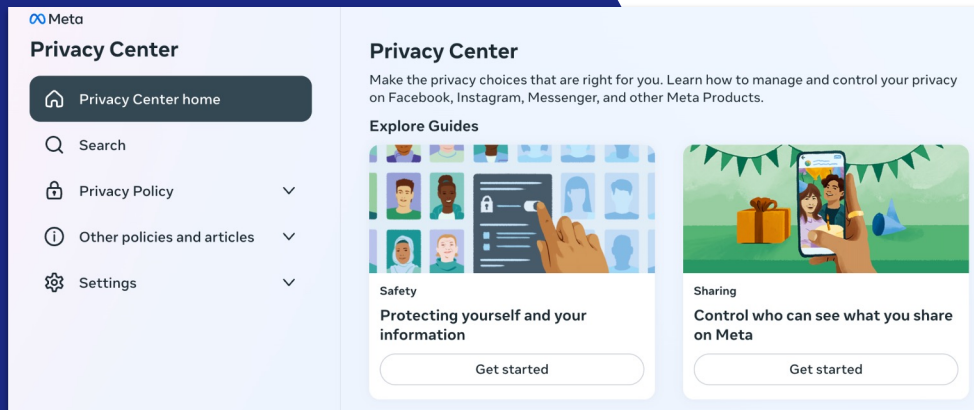 Meta
Privacy Center
Privacy Center home
Search
Privacy Policy
Other policies and articles
Settings
Privacy Center
Make the privacy choices that are right for you. Learn how to manage and control your privacy
on Facebook, Instagram, Messenger, and other Meta Products.
Explore Guides
Safety
Protecting yourself and your
information
Get started
Sharing
Control who can see what you share
on Meta
Get started